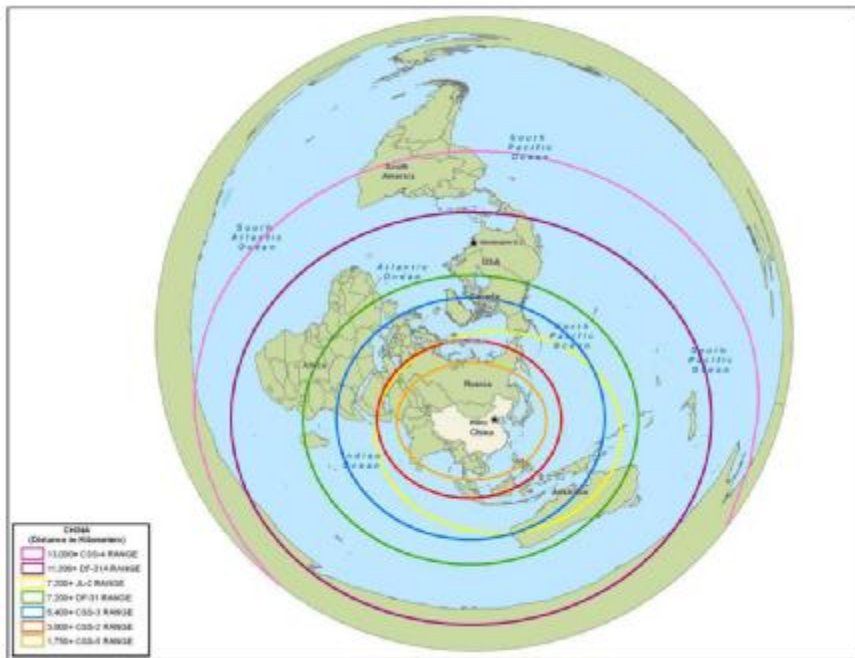 South
Pacific
Ocean
South
America
South
Atlantic
Ocean
Washington D.C.
USA
Atlantic
Ocean
Canada
North
Pacific
Ocean
South
Pacific
Ocean
Africa
Russia
China
Indian
Ocean
Australia
CHINA
(Distance in Kilometers)
13,000+ CSS-4 RANGE
11,200+ DF-31A RANGE
7,200+ JL-2 RANGE
7,200+ DF-31 RANGE
5,400+ CSS-3 RANGE
3,000+ CSS-2 RANGE
1,750+ CSS-5 RANGE